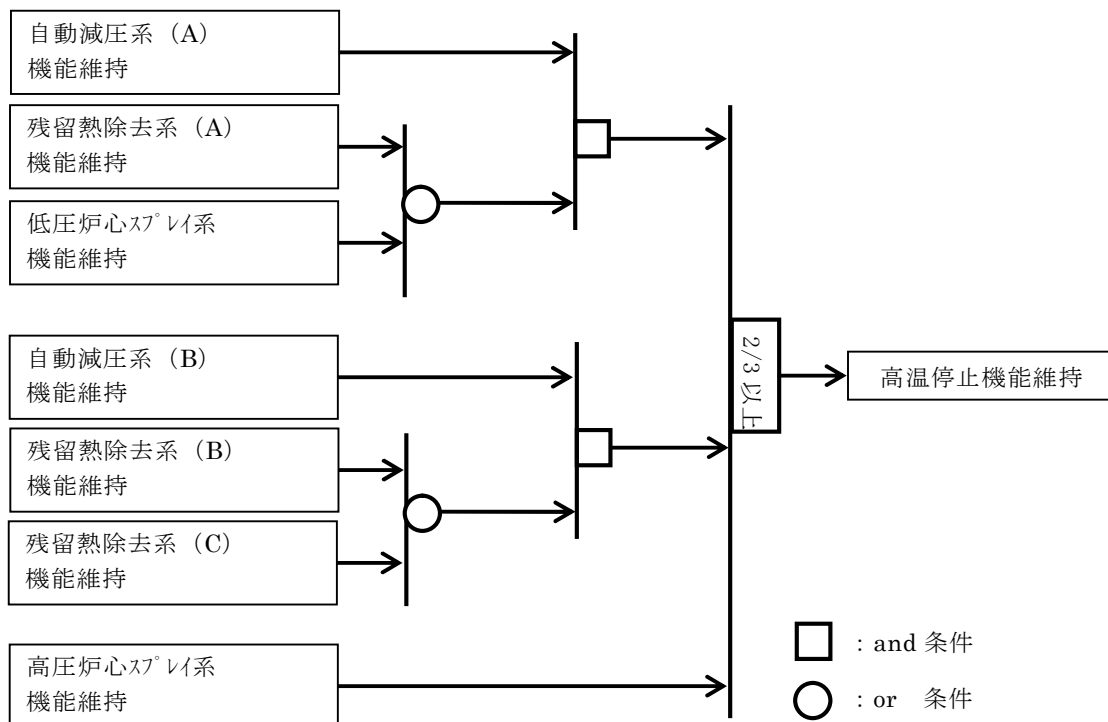 自動減圧系(A)
機能維持
残留熱除去系(A)
機能維持
低圧炉心ｽﾌﾟﾚｲ系
機能維持
自動減圧系(B)
機能維持
残留熱除去系(B)
機能維持
残留熱除去系(C)
機能維持
高圧炉心ｽﾌﾟﾚｲ系
機能維持
2/3以上
高温停止機能維持
:and 条件
:or 条件